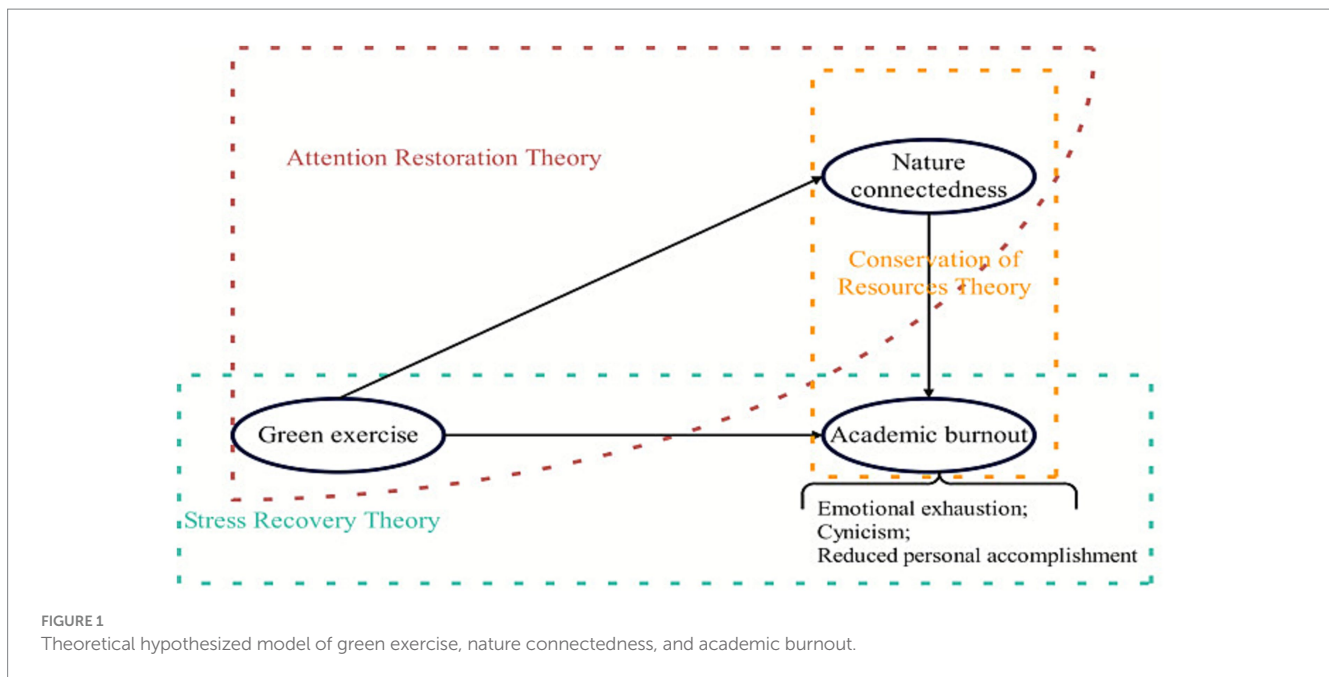 Attention Restoration Theory
Nature
connectedness
Conservation of
Resources Theory
Green exercise
Academic burnout
Stress Recovery Theory
Emotional exhaustion;
Cynicism;
Reduced personal accomplishment
FIGURE 1
Theoretical hypothesized model of green exercise, nature connectedness, and academic burnout.